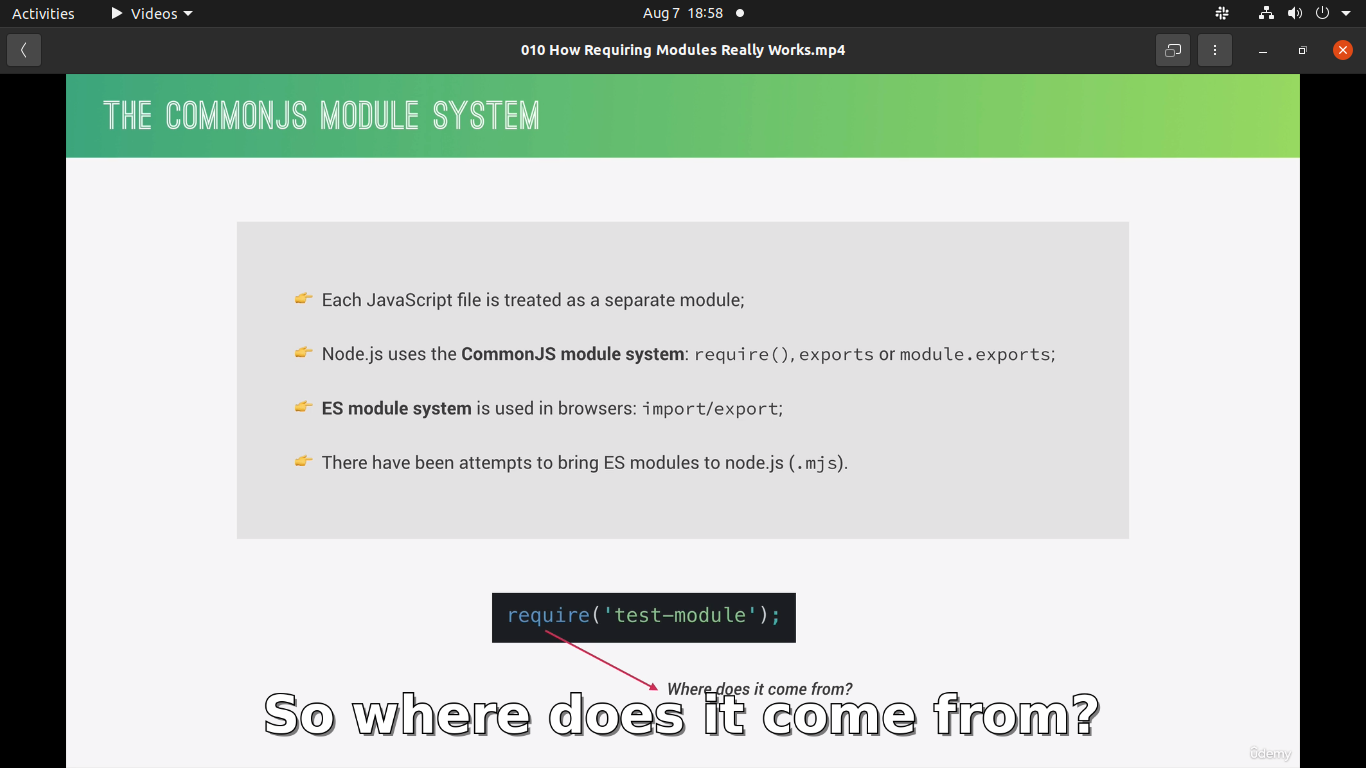 Activities Videos Aug 7 18:58
010 How Requiring Modules Really Works.mp4
THE COMMONJS MODULE SYSTEM
👉 Each JavaScript file is treated as a separate module;
👉 Node.js uses the CommonJS module system: require(), exports or module.exports;
👉 ES module system is used in browsers: import/export;
👉 There have been attempts to bring ES modules to node.js (.mjs).
require('test-module');
Where does it come from?
So where does it come from?
ûdemy